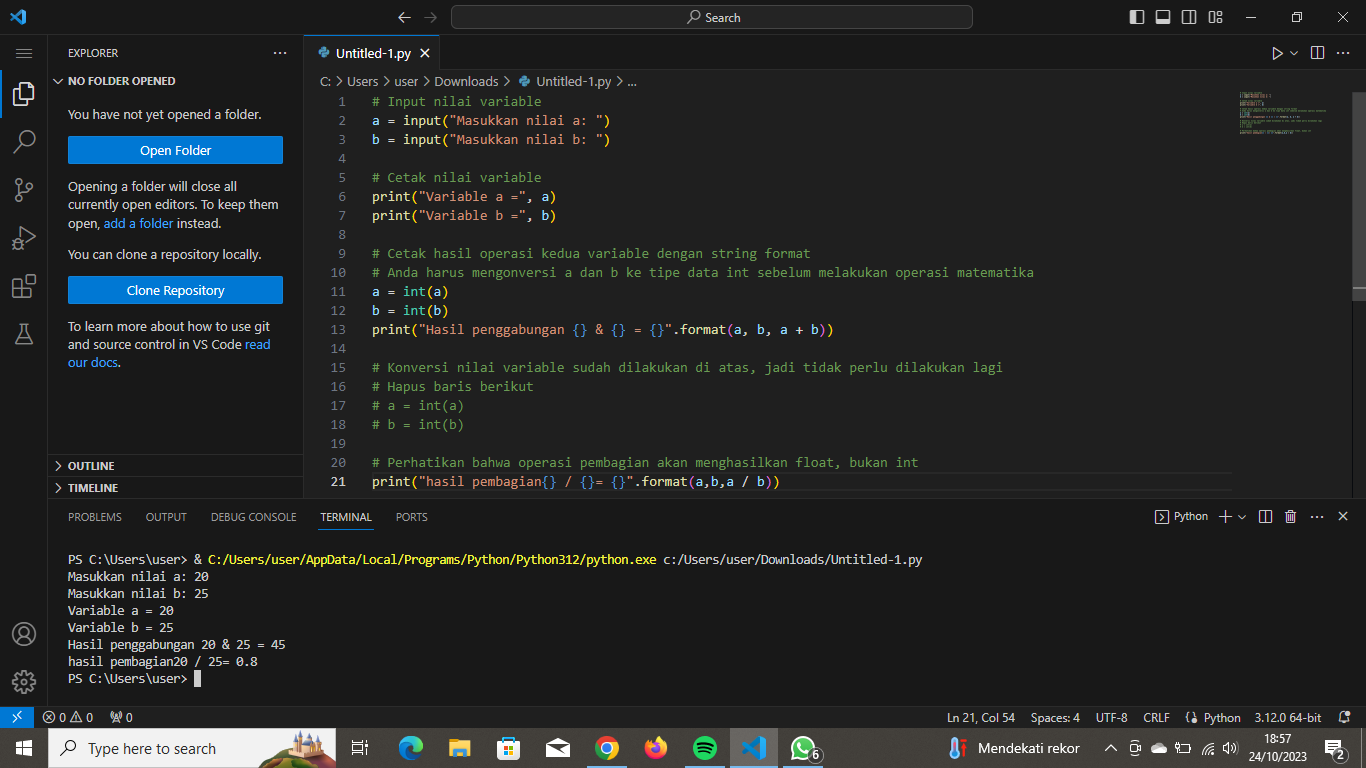 Search
EXPLORER
NO FOLDER OPENED
You have not yet opened a folder.
Open Folder
Opening a folder will close all
currently open editors. To keep them
open, add a folder instead.
You can clone a repository locally.
Clone Repository
To learn more about how to use git
and source control in VS Code read
our docs.
OUTLINE
TIMELINE
Untitled-1.py
C: > Users > user > Downloads > Untitled-1.py > ...
1 # Input nilai variable
2 a = input("Masukkan nilai a: ")
3 b = input("Masukkan nilai b: ")
4
5 # Cetak nilai variable
6 print("Variable a =", a)
7 print("Variable b =", b)
8
9 # Cetak hasil operasi kedua variable dengan string format
10 # Anda harus mengonversi a dan b ke tipe data int sebelum melakukan operasi matematika
11 a = int(a)
12 b = int(b)
13 print("Hasil penggabungan {} & {} = {}".format(a, b, a + b))
14
15 # Konversi nilai variable sudah dilakukan di atas, jadi tidak perlu dilakukan lagi
16 # Hapus baris berikut
17 # a = int(a)
18 # b = int(b)
19
20 # Perhatikan bahwa operasi pembagian akan menghasilkan float, bukan int
21 print("hasil pembagian{} / {}= {}".format(a,b,a / b))
PROBLEMS OUTPUT DEBUG CONSOLE TERMINAL PORTS
Python
PS C:\Users\user> & C:/Users/user/AppData/Local/Programs/Python/Python312/python.exe c:/Users/user/Downloads/Untitled-1.py
Masukkan nilai a: 20
Masukkan nilai b: 25
Variable a = 20
Variable b = 25
Hasil penggabungan 20 & 25 = 45
hasil pembagian20 / 25= 0.8
PS C:\Users\user>
0 0 0 Ln 21, Col 54 Spaces: 4 UTF-8 CRLF Python 3.12.0 64-bit
Type here to search
6
Mendekati rekor
18:57
24/10/2023
2